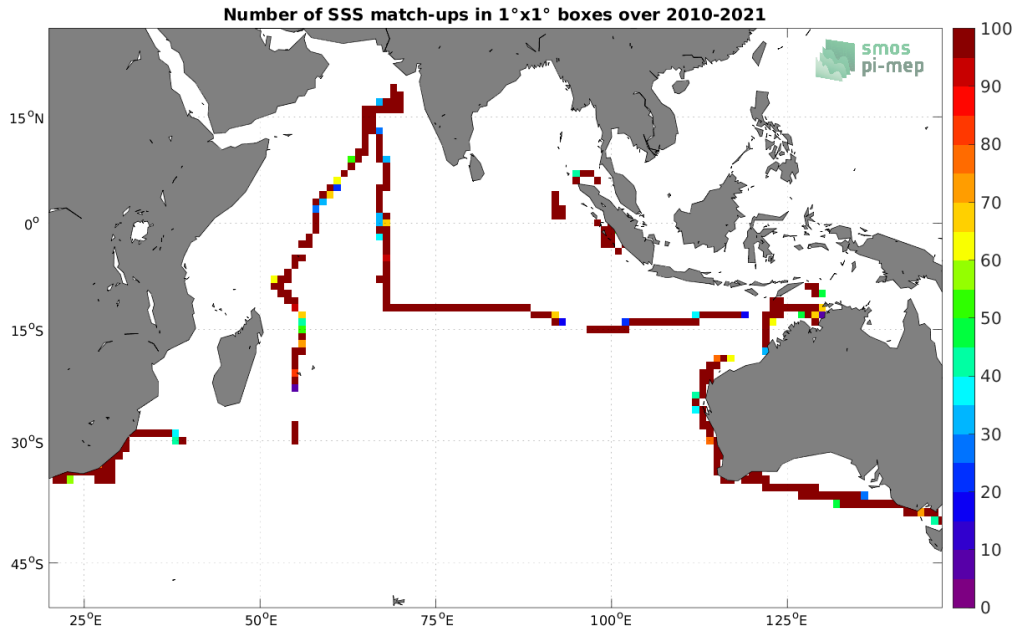 Number of SSS match-ups in 1°x1° boxes over 2010-2021
smos
pi-mep
15°N
0°
15°S
30°S
45°S
25°E
50°E
75°E
100°E
125°E
100
90
80
70
60
50
40
30
20
10
0